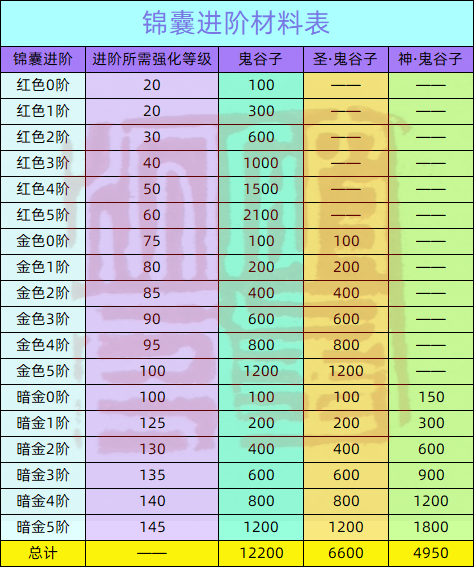 锦囊进阶材料表
锦囊进阶 进阶所需强化等级 鬼谷子 圣·鬼谷子 神·鬼谷子
红色0阶 20 100 —— ——
红色1阶 20 300 —— ——
红色2阶 30 600 —— ——
红色3阶 40 1000 —— ——
红色4阶 50 1500 —— ——
红色5阶 60 2100 —— ——
金色0阶 75 100 100 ——
金色1阶 80 200 200 ——
金色2阶 85 400 400 ——
金色3阶 90 600 600 ——
金色4阶 95 800 800 ——
金色5阶 100 1200 1200 ——
暗金0阶 100 100 100 150
暗金1阶 125 200 200 300
暗金2阶 130 400 400 600
暗金3阶 135 600 600 900
暗金4阶 140 800 800 1200
暗金5阶 145 1200 1200 1800
总计 —— 12200 6600 4950